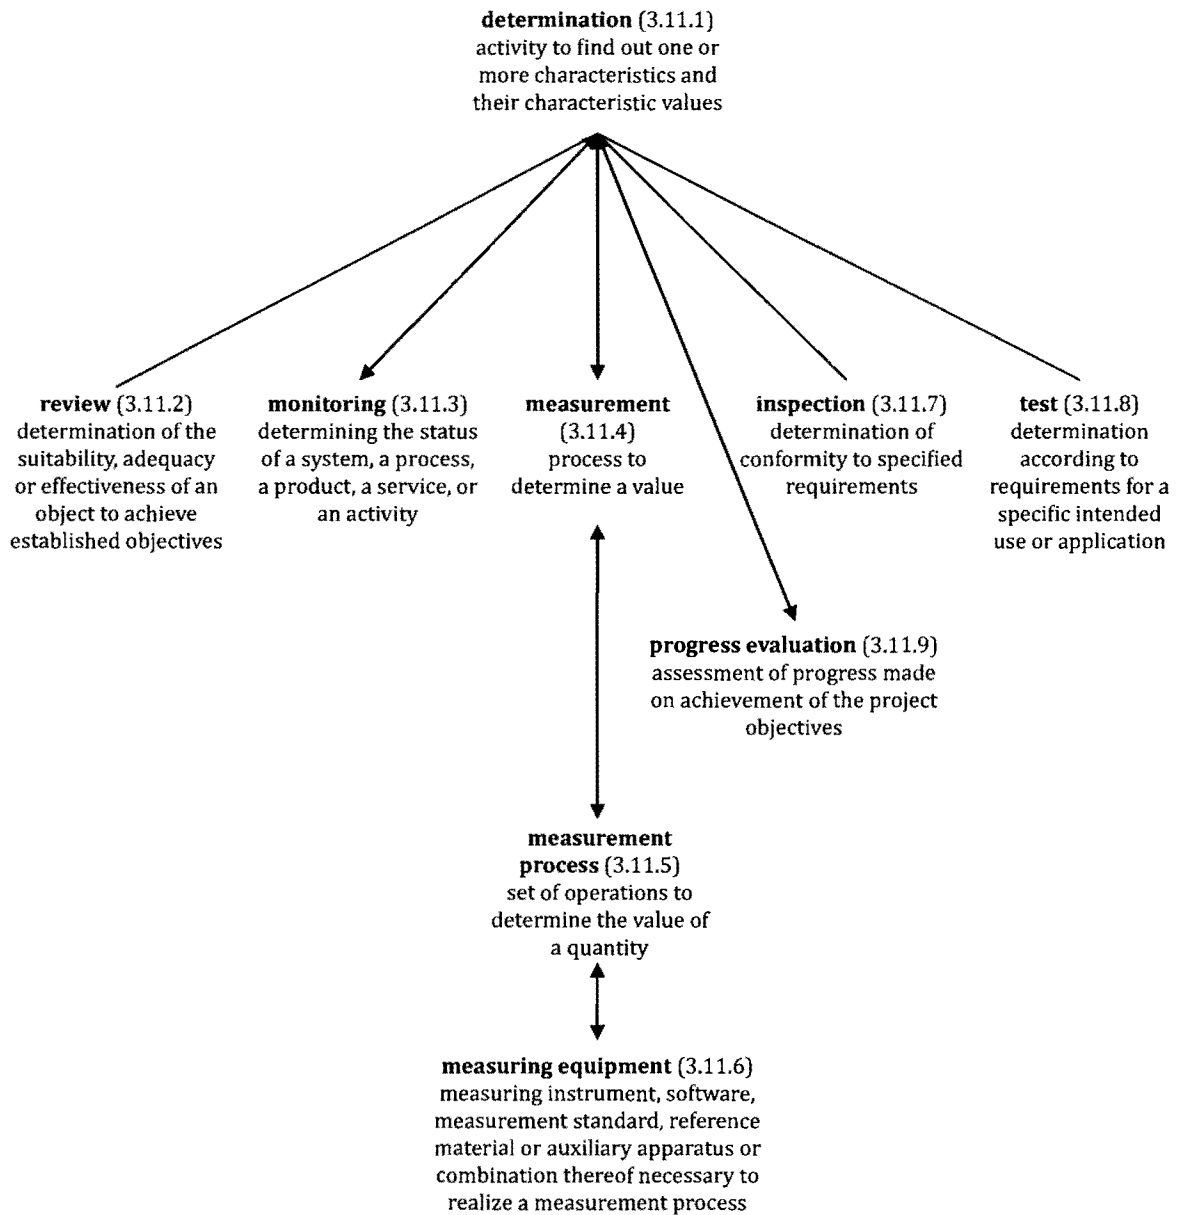 determination (3.11.1)
activity to find out one or
more characteristics and
their characteristic values
review (3.11.2)
determination of the
suitability, adequacy
or effectiveness of an
object to achieve
established objectives
monitoring (3.11.3)
determining the status
of a system, a process,
a product, a service, or
an activity
measurement
(3.11.4)
process to
determine a value
inspection (3.11.7)
determination of
conformity to specified
requirements
test (3.11.8)
determination
according to
requirements for a
specific intended
use or application
progress evaluation (3.11.9)
assessment of progress made
on achievement of the project
objectives
measurement
process (3.11.5)
set of operations to
determine the value of
a quantity
measuring equipment (3.11.6)
measuring instrument, software,
measurement standard, reference
material or auxiliary apparatus or
combination thereof necessary to
realize a measurement process